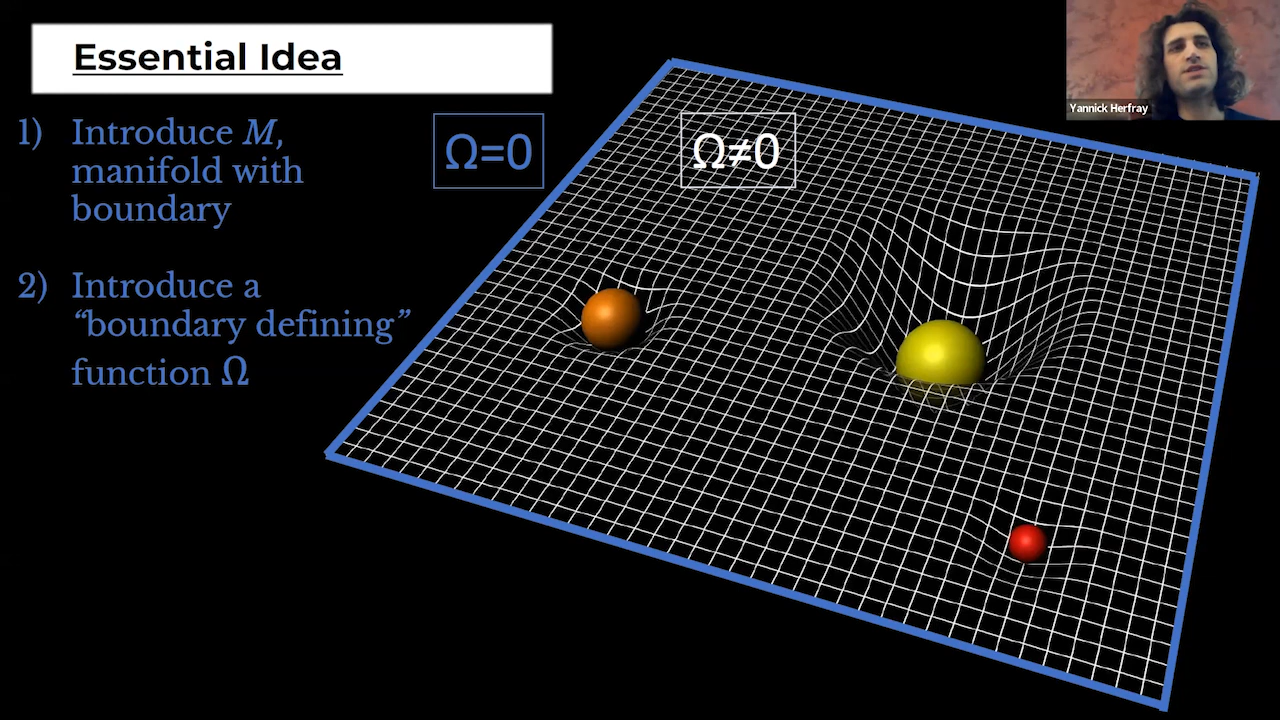 Essential Idea
1) Introduce M,
manifold with
boundary
2) Introduce a
“boundary defining”
function Ω
Ω=0
Ω≠0
Yannick Herfray